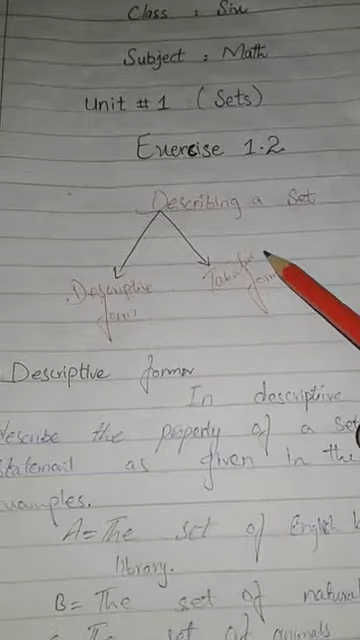 Class : Six
Subject : Math
Unit # 1 (Sets)
Exercise 1.2
Describing a Set
Descriptive Tabular
form form
Descriptive former
In descriptive
describe the property of a set
statemail as given in the
examples.
A = The set of English
library.
B = The set of natural
The set of animals